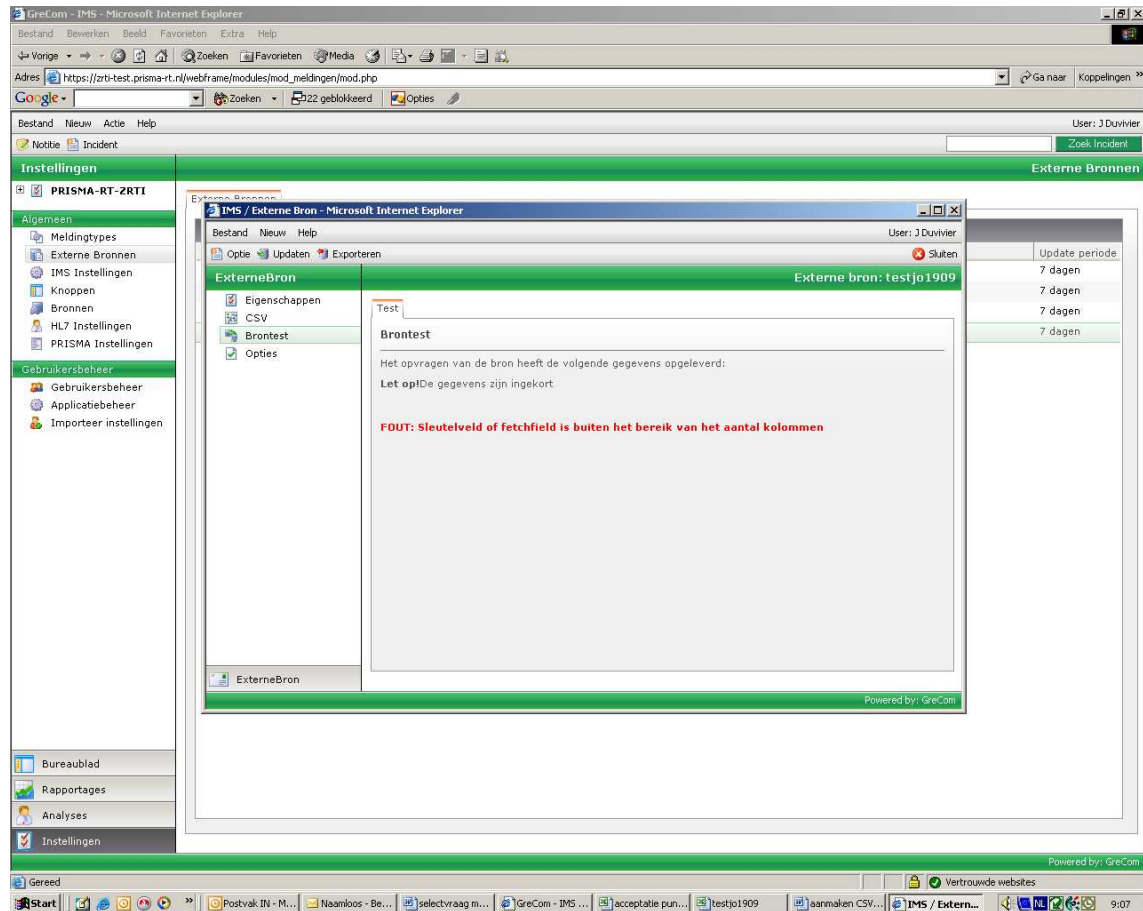 GreCom - IMS - Microsoft Internet Explorer
Bestand Bewerken Beeld Favorieten Extra Help
Vorige Zoeken Favorieten Media
Adres https://zrti-test.prisma-rt.nl/webframe/modules/mod_meldingen/mod.php Ga naar Koppelingen »
Google Zoeken 22 geblokkeerd Opties
Bestand Nieuw Actie Help User: J Duvivier
Notitie Incident Zoek Incident
Instellingen Externe Bronnen
PRISMA-RT-ZRTI
Externe Bronnen
Algemeen
Meldingtypes
Externe Bronnen
IMS Instellingen
Knoppen
Bronnen
HL7 Instellingen
PRISMA Instellingen
Gebruikersbeheer
Gebruikersbeheer
Applicatiebeheer
Importeer instellingen
Update periode
7 dagen
7 dagen
7 dagen
7 dagen
IMS / Externe Bron - Microsoft Internet Explorer
Bestand Nieuw Help User: J Duvivier
Optie Updaten Exporteren Sluiten
ExterneBron Externe bron: testjo1909
Eigenschappen
CSV
Brontest
Opties
Test
Brontest
Het opvragen van de bron heeft de volgende gegevens opgeleverd:
Let op!De gegevens zijn ingekort
FOUT: Sleutelveld of fetchfield is buiten het bereik van het aantal kolommen
ExterneBron
Powered by: GreCom
Bureaublad
Rapportages
Analyses
Instellingen
Powered by: GreCom
Gereed Vertrouwde websites
Start » Postvak IN - M... Naamloos - Be... selectvraag m... GreCom - IMS ... acceptatie pun... testjo1909 aanmaken CSV... IMS / Extern... NL 9:07